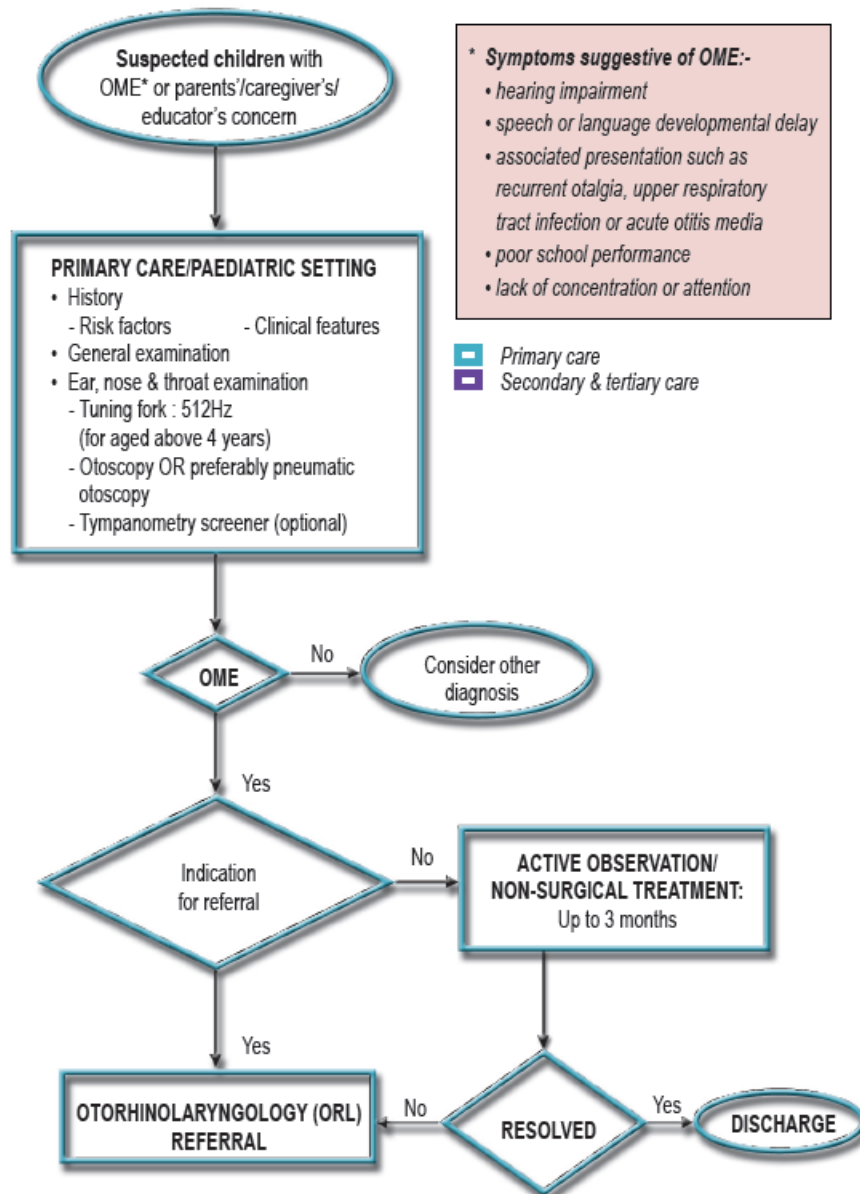 Suspected children with
OME* or parents'/caregiver's/
educator's concern
* Symptoms suggestive of OME:-
• hearing impairment
• speech or language developmental delay
• associated presentation such as
recurrent otalgia, upper respiratory
tract infection or acute otitis media
• poor school performance
• lack of concentration or attention
Primary care
Secondary & tertiary care
PRIMARY CARE/PAEDIATRIC SETTING
• History
- Risk factors - Clinical features
• General examination
• Ear, nose & throat examination
- Tuning fork : 512Hz
(for aged above 4 years)
- Otoscopy OR preferably pneumatic
otoscopy
- Tympanometry screener (optional)
OME
No
Consider other
diagnosis
Yes
Indication
for referral
No
ACTIVE OBSERVATION/
NON-SURGICAL TREATMENT:
Up to 3 months
Yes
OTORHINOLARYNGOLOGY (ORL)
REFERRAL
No
RESOLVED
Yes
DISCHARGE